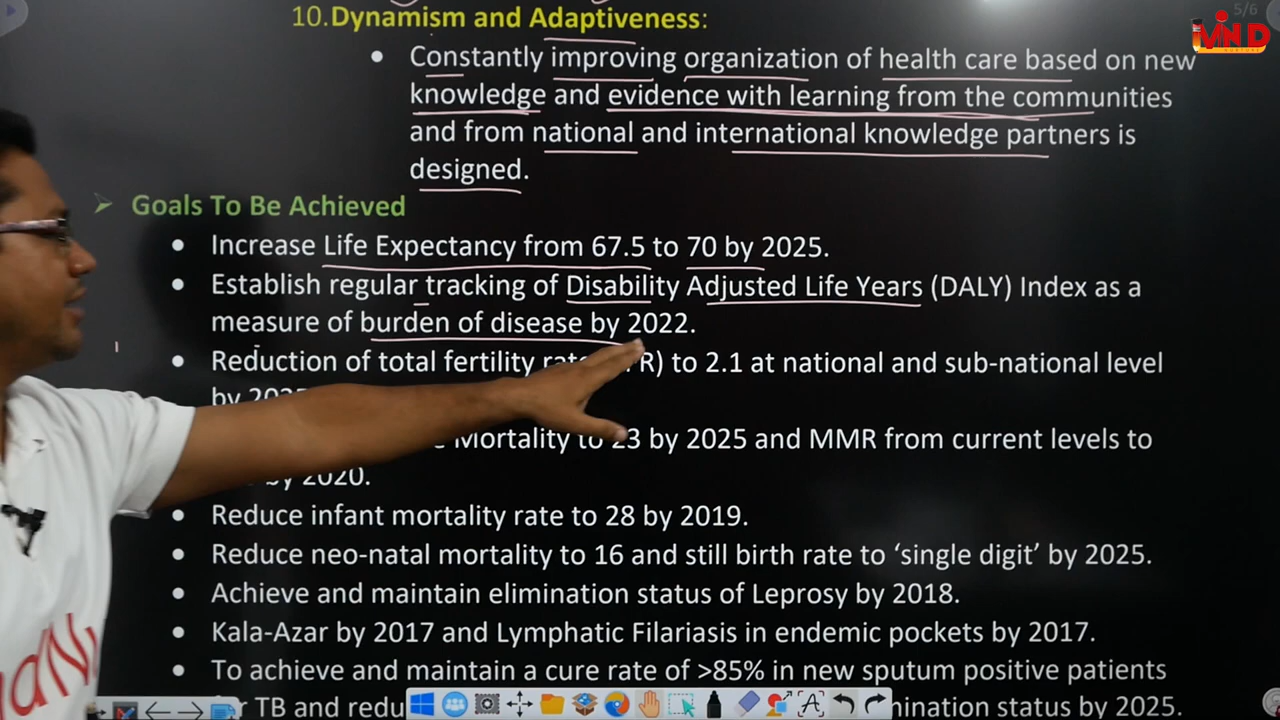 5/6
MIND
10.Dynamism and Adaptiveness:
• Constantly improving organization of health care based on new
knowledge and evidence with learning from the communities
and from national and international knowledge partners is
designed.
Goals To Be Achieved
• Increase Life Expectancy from 67.5 to 70 by 2025.
• Establish regular tracking of Disability Adjusted Life Years (DALY) Index as a
measure of burden of disease by 2022.
• Reduction of total fertility to 2.1 at national and sub-national level
by
Mortality to 23 by 2025 and MMR from current levels to
by 2020.
• Reduce infant mortality rate to 28 by 2019.
• Reduce neo-natal mortality to 16 and still birth rate to ‘single digit’ by 2025.
• Achieve and maintain elimination status of Leprosy by 2018.
• Kala-Azar by 2017 and Lymphatic Filariasis in endemic pockets by 2017.
• To achieve and maintain a cure rate of >85% in new sputum positive patients
TB and status by 2025.